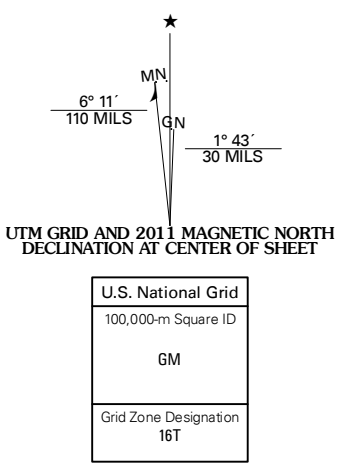 ★
MN
6° 11´
110 MILS
GN
1° 43´
30 MILS
UTM GRID AND 2011 MAGNETIC NORTH
DECLINATION AT CENTER OF SHEET
U.S. National Grid
100,000-m Square ID
GM
Grid Zone Designation
16T